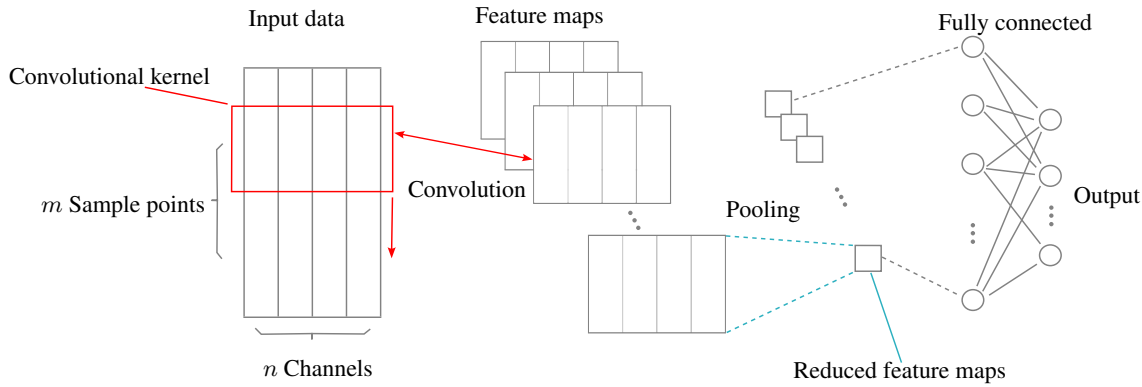 Input data
Feature maps
Fully connected
Convolutional kernel
Convolution
m Sample points
Pooling
Output
n Channels
Reduced feature maps